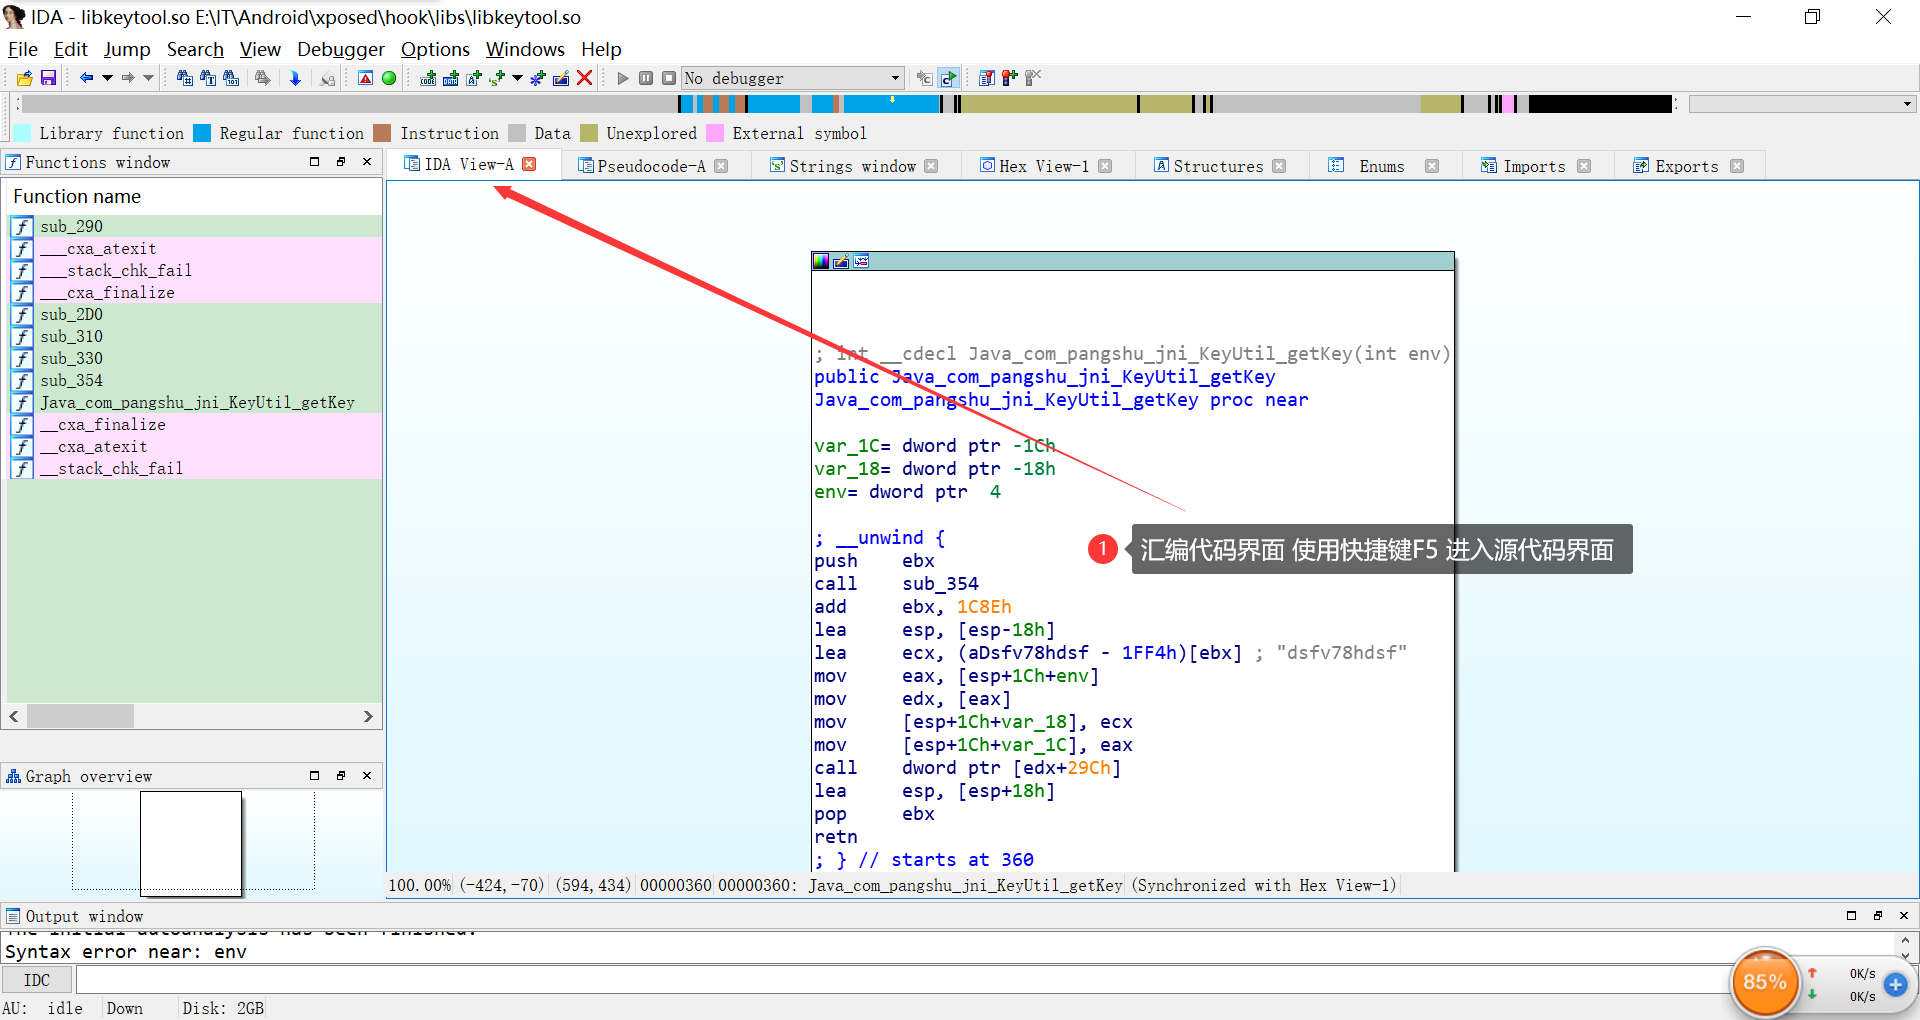 IDA - libkeytool.so E:\IT\Android\xposed\hook\libs\libkeytool.so
File Edit Jump Search View Debugger Options Windows Help
No debugger
Library function Regular function Instruction Data Unexplored External symbol
Functions window
IDA View-A Pseudocode-A Strings window Hex View-1 Structures Enums Imports Exports
Function name
sub_290
___cxa_atexit
___stack_chk_fail
___cxa_finalize
sub_2D0
sub_310
sub_330
sub_354
Java_com_pangshu_jni_KeyUtil_getKey
__cxa_finalize
__cxa_atexit
__stack_chk_fail
; int __cdecl Java_com_pangshu_jni_KeyUtil_getKey(int env)
public Java_com_pangshu_jni_KeyUtil_getKey
Java_com_pangshu_jni_KeyUtil_getKey proc near
var_1C= dword ptr -1Ch
var_18= dword ptr -18h
env= dword ptr  4
; __unwind {
push ebx
call sub_354
add ebx, 1C8Eh
lea esp, [esp-18h]
lea ecx, (aDsfv78hdsf - 1FF4h)[ebx] ; "dsfv78hdsf"
mov eax, [esp+1Ch+env]
mov edx, [eax]
mov [esp+1Ch+var_18], ecx
mov [esp+1Ch+var_1C], eax
call dword ptr [edx+29Ch]
lea esp, [esp+18h]
pop ebx
retn
; } // starts at 360
1 汇编代码界面 使用快捷键F5 进入源代码界面
Graph overview
100.00% (-424,-70) (594,434) 00000360 00000360: Java_com_pangshu_jni_KeyUtil_getKey (Synchronized with Hex View-1)
Output window
The initial autoanalysis has been finished.
Syntax error near: env
IDC
AU: idle Down Disk: 2GB
85%
0K/s
0K/s